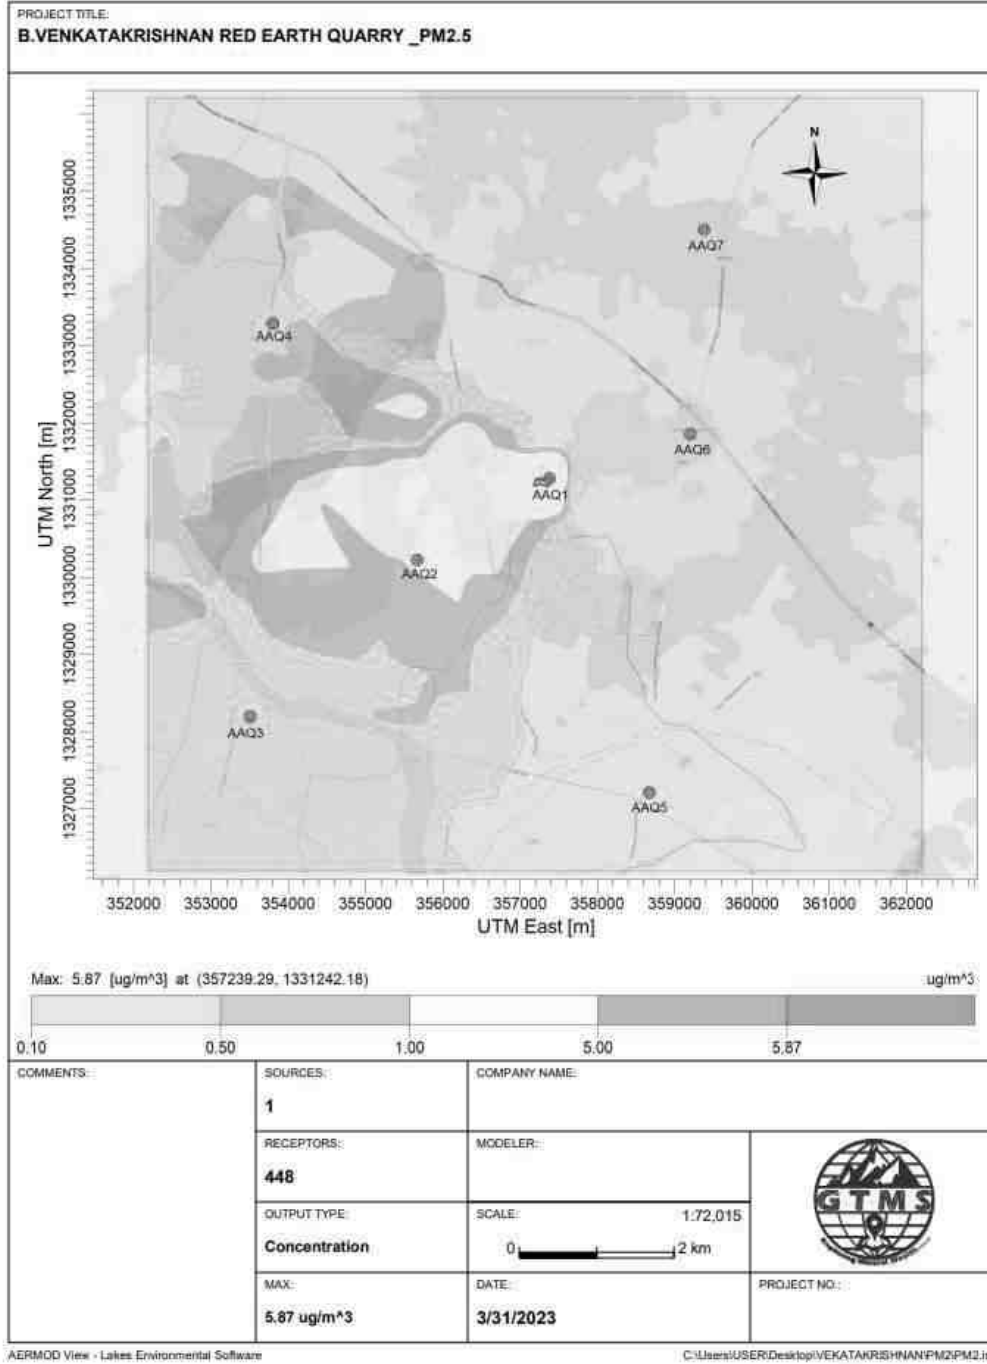 PROJECT TITLE:
B.VENKATAKRISHNAN RED EARTH QUARRY _PM2.5
N
AAQ7
AAQ4
AAQ6
AAQ1
AAQ2
AAQ3
AAQ5
UTM North [m]
1335000
1334000
1333000
1332000
1331000
1330000
1329000
1328000
1327000
352000 353000 354000 355000 356000 357000 358000 359000 360000 361000 362000
UTM East [m]
Max: 5.87 [ug/m^3] at (357239.29, 1331242.18)
ug/m^3
0.10 0.50 1.00 5.00 5.87
COMMENTS:
SOURCES:
1
COMPANY NAME:
RECEPTORS:
448
MODELER:
OUTPUT TYPE:
Concentration
SCALE: 1:72,015
0 2 km
MAX:
5.87 ug/m^3
DATE:
3/31/2023
GTMS
PROJECT NO.:
AERMOD View - Lakes Environmental Software
C:\Users\USER\Desktop\VEKATAKRISHNAN\PM2\PM2.is